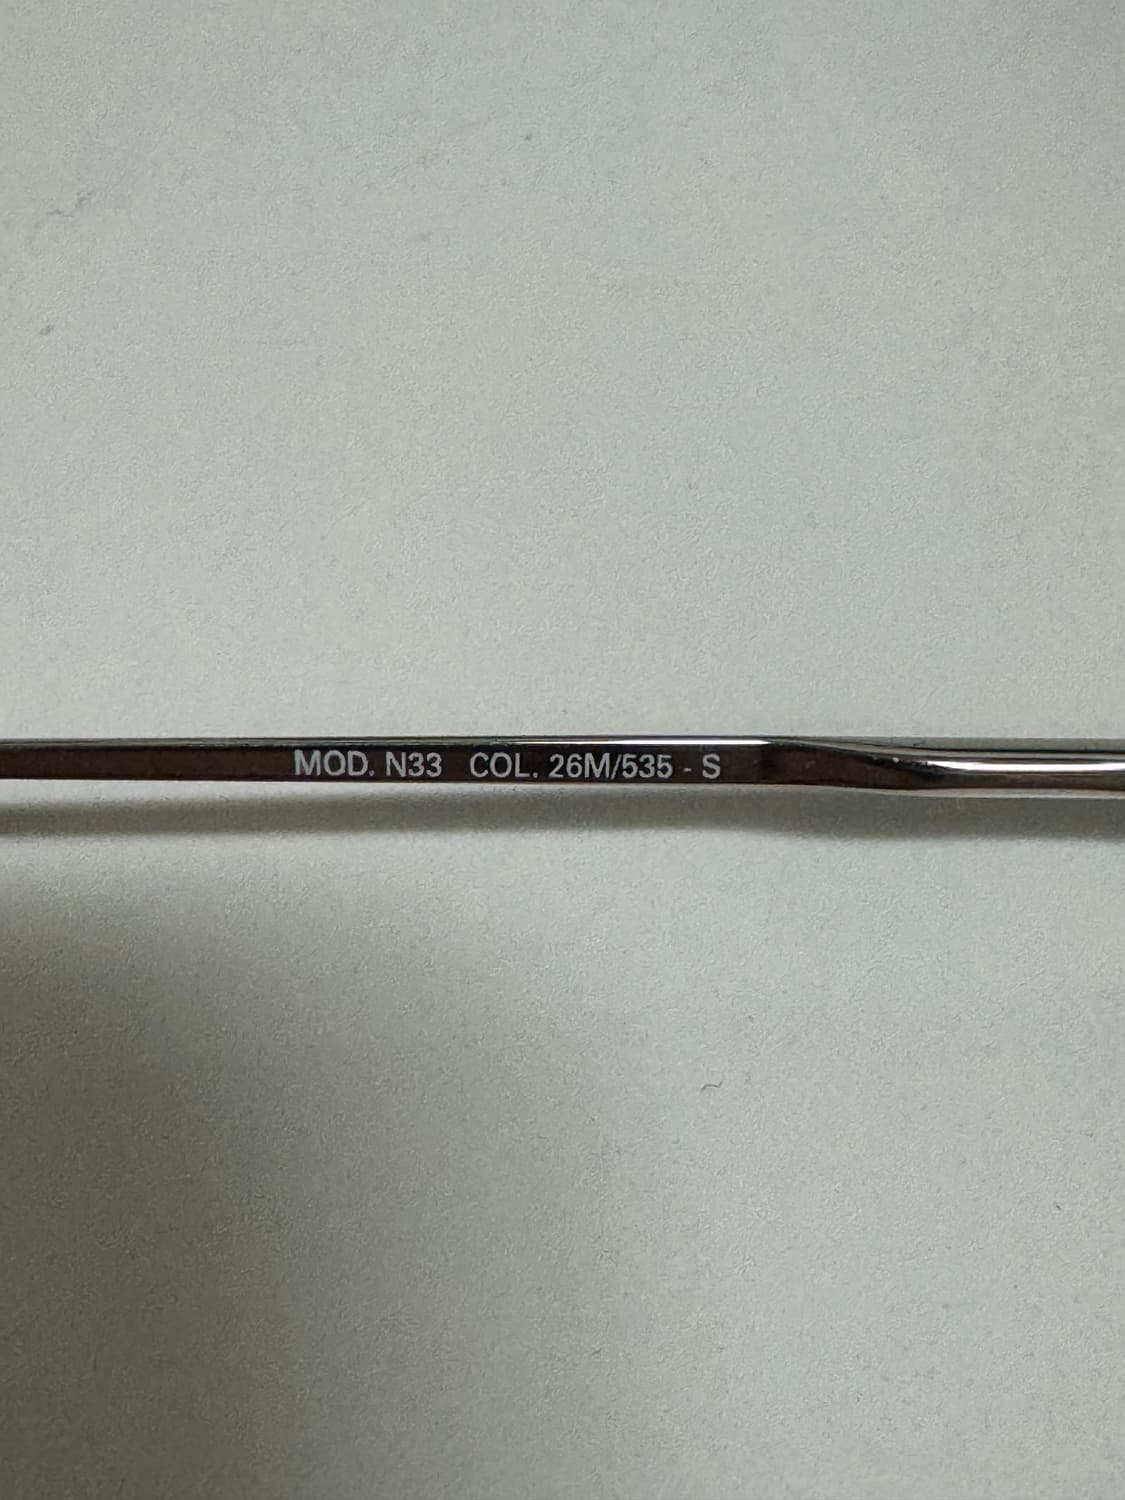 MOD. N33 COL. 26M/535 - S